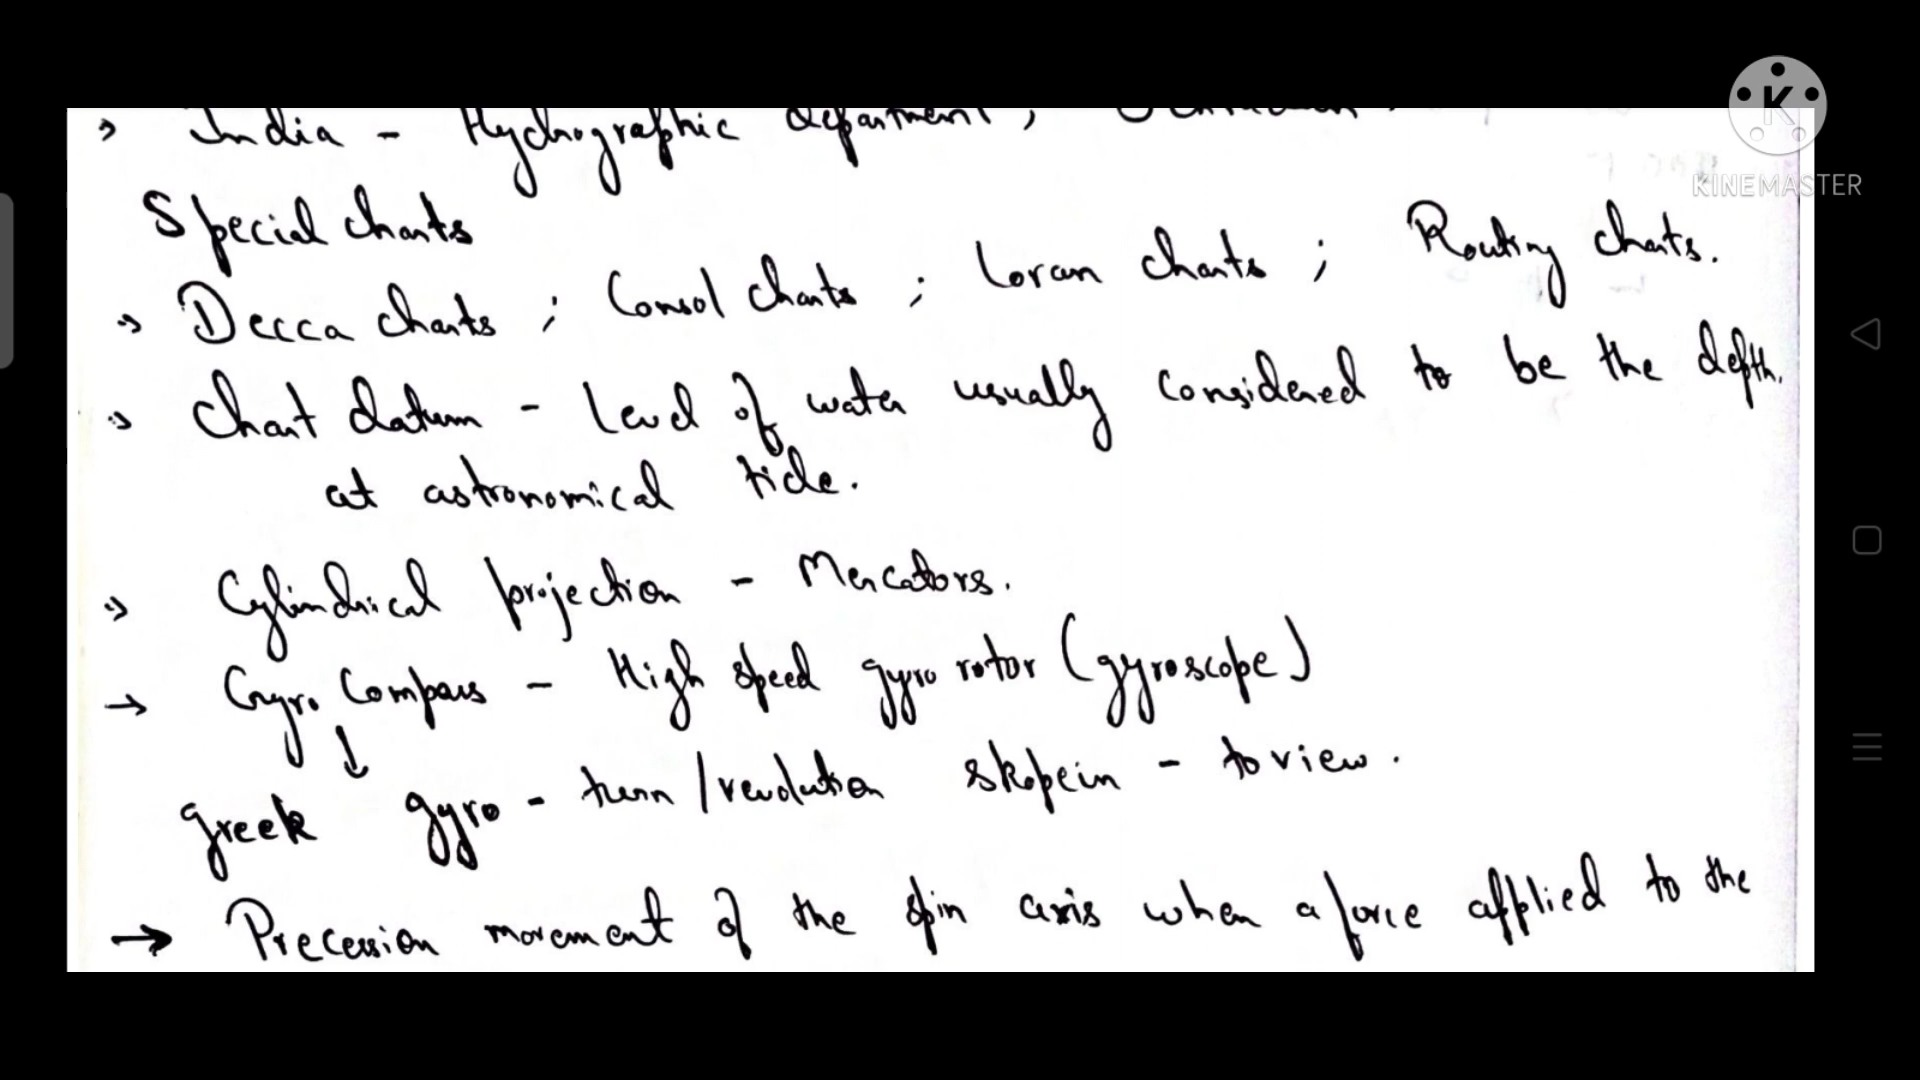 India - Hydrographic department,
KINEMASTER
Special charts
Decca charts ; Consol charts ; Loran charts ; Routing charts.
Chart datum - level of water usually considered to be the depth.
at astronomical tide.
Cylindrical projection - Mercators.
Gyro Compass - High speed gyro rotor (gyroscope)
greek gyro - turn/revolution skopein - to view.
Precession movement of the spin axis when a force applied to the